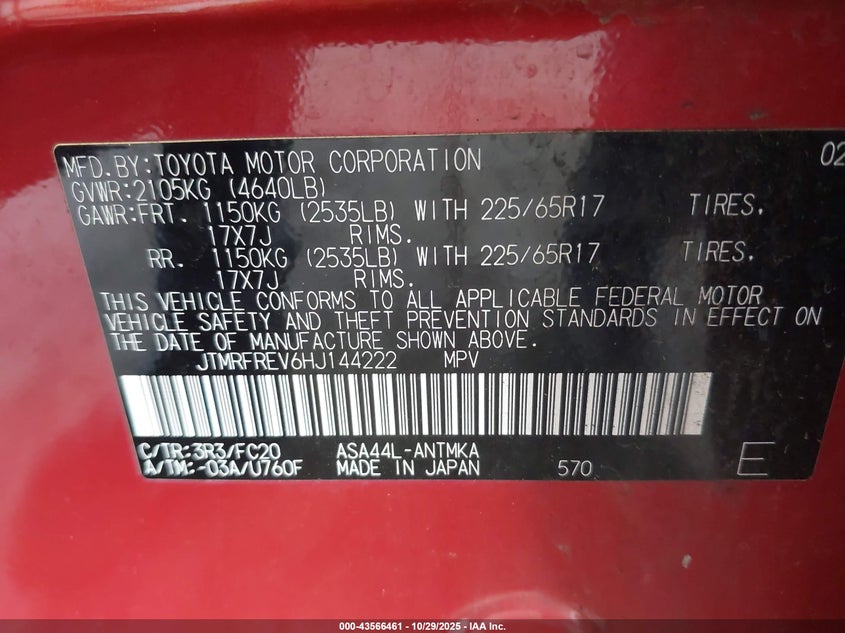 MFD.BY:TOYOTA MOTOR CORPORATION 02
GVWR:2105KG (4640LB)
GAWR:FRT. 1150KG (2535LB) WITH 225/65R17 TIRES,
17X7J RIMS.
RR. 1150KG (2535LB) WITH 225/65R17 TIRES,
17X7J RIMS.
THIS VEHICLE CONFORMS TO ALL APPLICABLE FEDERAL MOTOR
VEHICLE SAFETY AND THEFT PREVENTION STANDARDS IN EFFECT ON
THE DATE OF MANUFACTURE SHOWN ABOVE.
JTMRFREV6HJ144222 MPV
C/TR:3R3/FC20 ASA44L-ANTMKA
A/TM:-03A/U760F MADE IN JAPAN 570 E
000-43566461 | 10/29/2025 | IAA Inc.